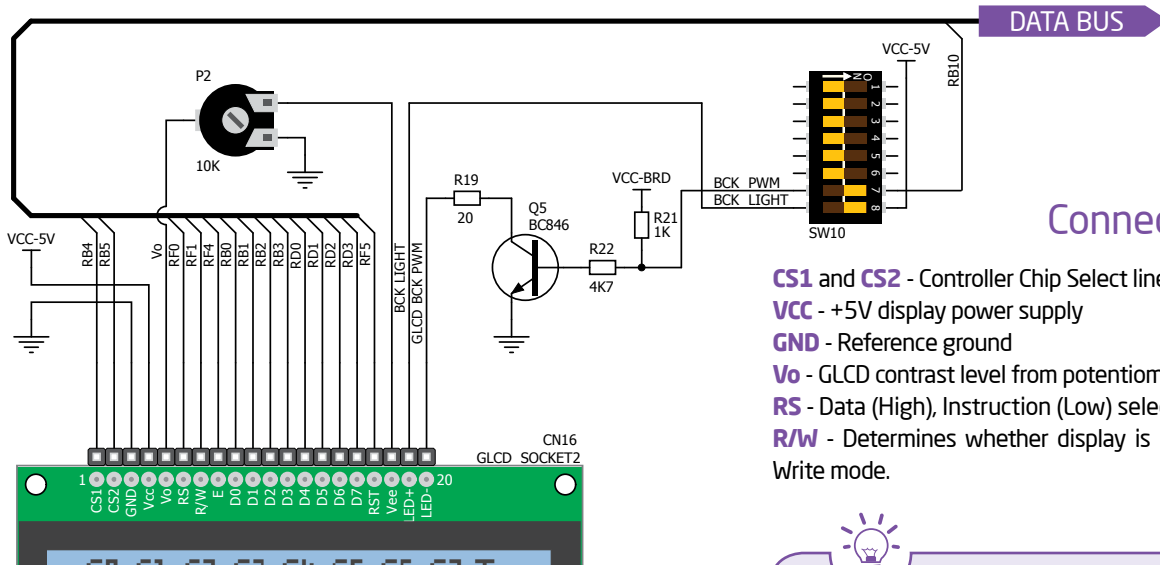 DATA BUS
VCC-5V
RB10
P2
10K
O
N
1
2
3
4
5
6
7
8
SW10
BCK PWM
BCK LIGHT
VCC-BRD
R21
1K
R19
20
Q5
BC846
R22
4K7
VCC-5V
RB4
RB5
Vo
RF0
RF1
RF4
RB0
RB1
RB2
RB3
RD0
RD1
RD2
RD3
RF5
BCK LIGHT
GLCD BCK PWM
Connec
CS1 and CS2 - Controller Chip Select line
VCC - +5V display power supply
GND - Reference ground
Vo - GLCD contrast level from potentiom
RS - Data (High), Instruction (Low) selec
R/W - Determines whether display is
Write mode.
CN16
GLCD SOCKET2
1
20
CS1
CS2
GND
Vcc
Vo
RS
R/W
E
D0
D1
D2
D3
D4
D5
D6
D7
RST
Vee
LED+
LED-